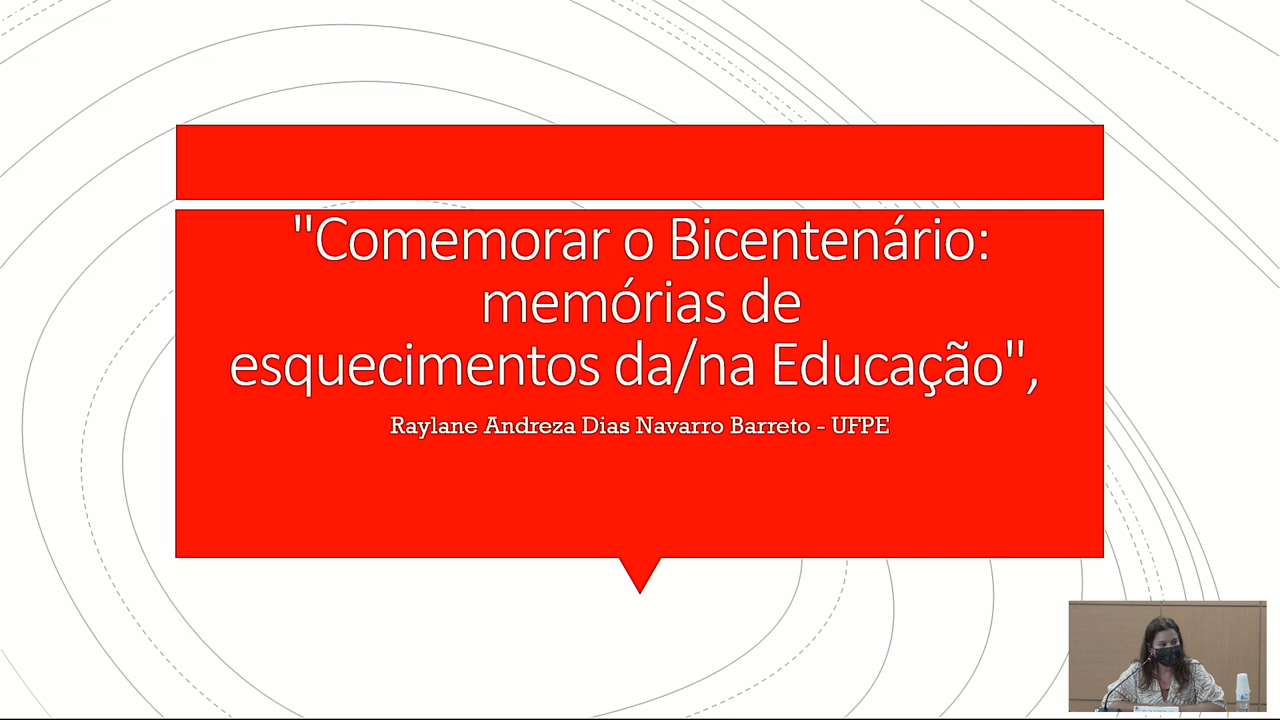 "Comemorar o Bicentenário:
memórias de
esquecimentos da/na Educação",
Raylane Andreza Dias Navarro Barreto - UFPE